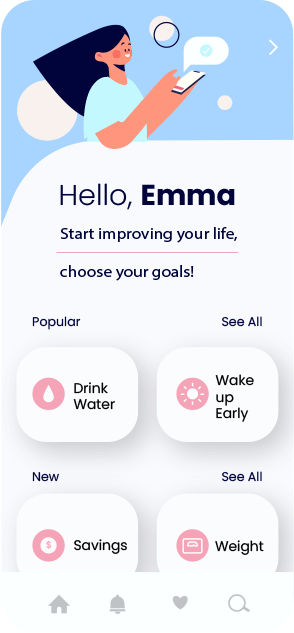 Hello, Emma
Start improving your life,
choose your goals!
Popular
See All
Drink
Water
Wake
up
Early
New
See All
$
Savings
Weight